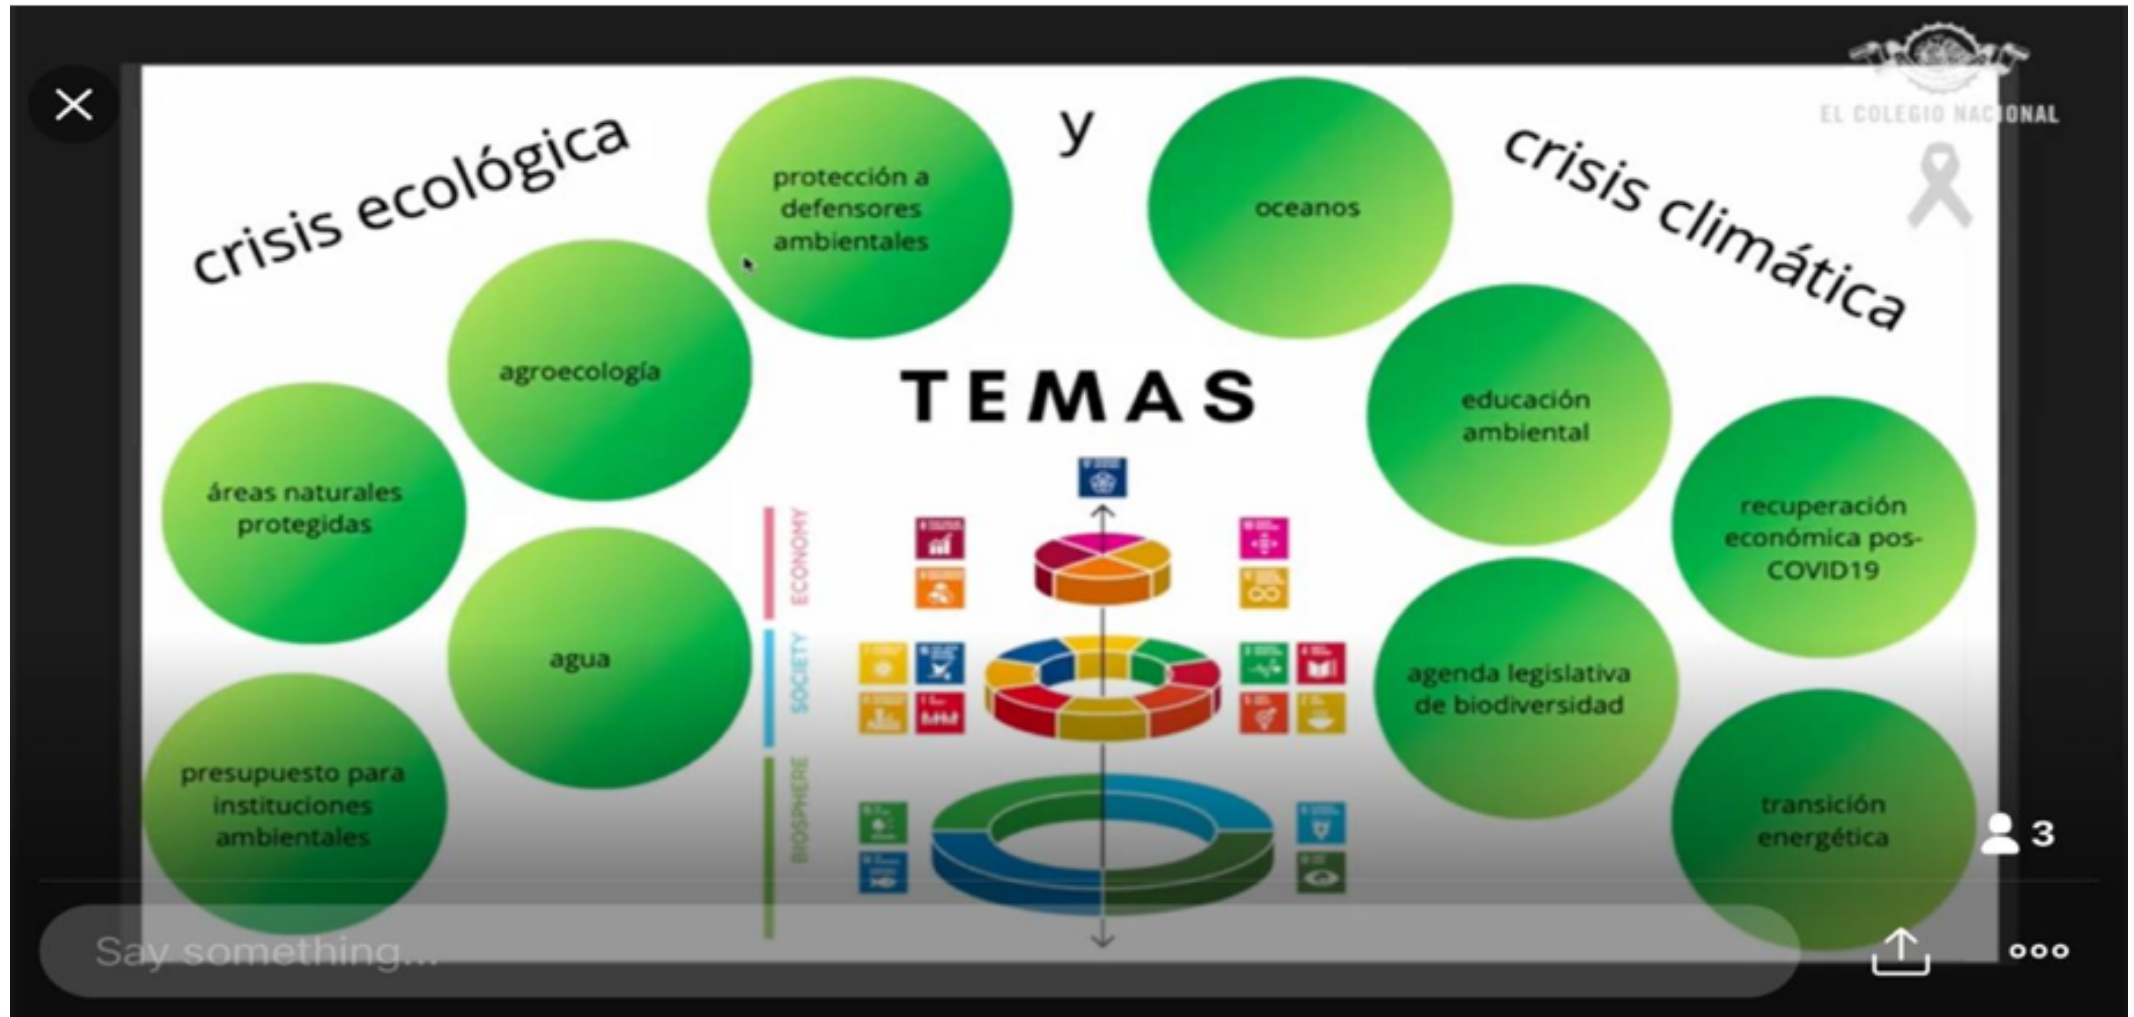 EL COLEGIO NACIONAL
crisis ecológica
y
crisis climática
protección a
defensores
ambientales
oceanos
agroecología
TEMAS
educación
ambiental
áreas naturales
protegidas
recuperación
económica pos-
COVID19
agua
ECONOMY
SOCIETY
BIOSPHERE
agenda legislativa
de biodiversidad
presupuesto para
instituciones
ambientales
transición
energética
3
Say something...